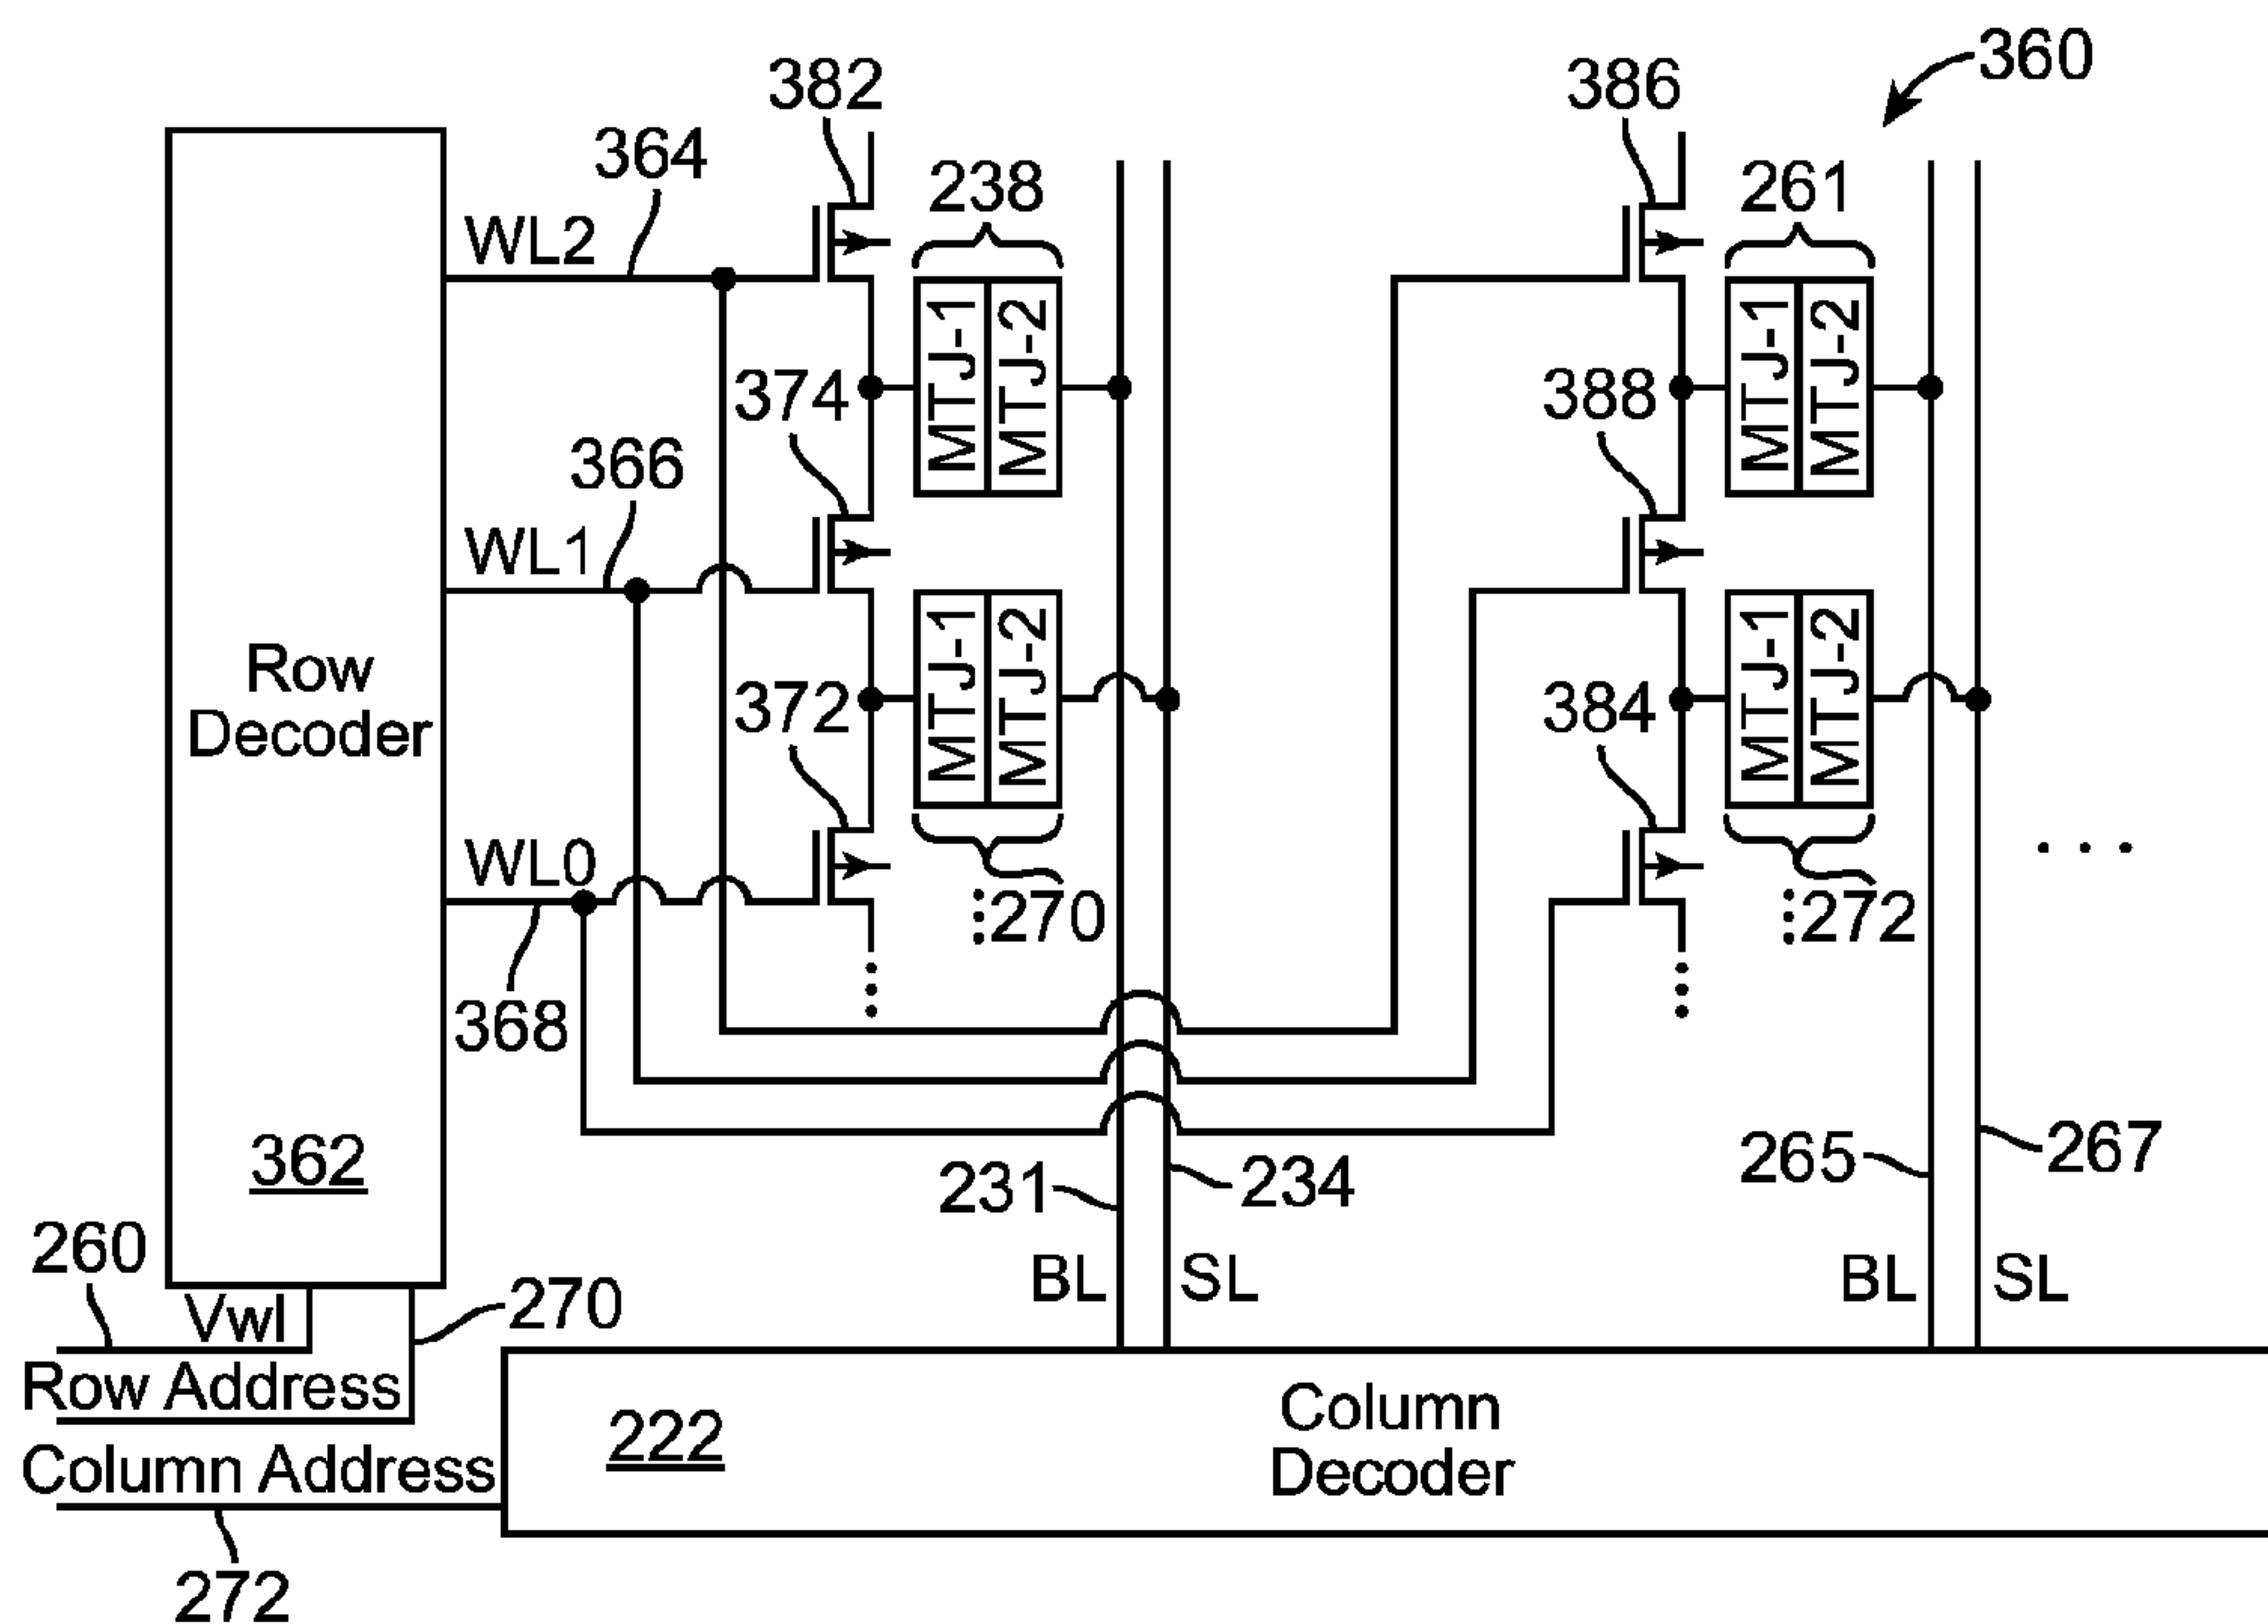 360
382
386
364
238
261
WL2
MTJ-1
MTJ-2
MTJ-1
MTJ-2
374
388
366
WL1
MTJ-1
MTJ-2
MTJ-1
MTJ-2
Row
Decoder
372
384
WL0
270
272
368
362
231
234
265
267
260
270
BL
SL
BL
SL
Vwl
Row Address
Column Address
222
Column
Decoder
272